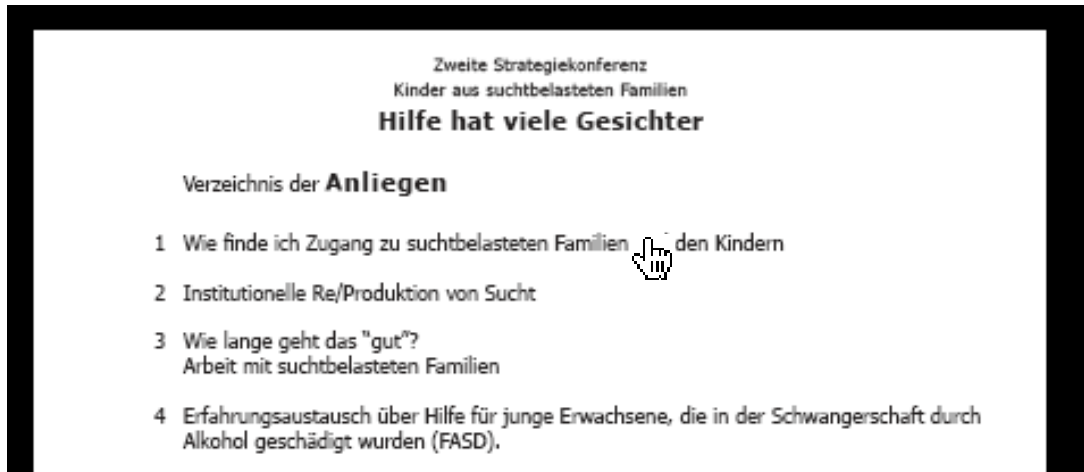 Zweite Strategiekonferenz
Kinder aus suchtbelasteten Familien
Hilfe hat viele Gesichter
Verzeichnis der Anliegen
1 Wie finde ich Zugang zu suchtbelasteten Familien den Kindern
2 Institutionelle Re/Produktion von Sucht
3 Wie lange geht das "gut"?
Arbeit mit suchtbelasteten Familien
4 Erfahrungsaustausch über Hilfe für junge Erwachsene, die in der Schwangerschaft durch
Alkohol geschädigt wurden (FASD).